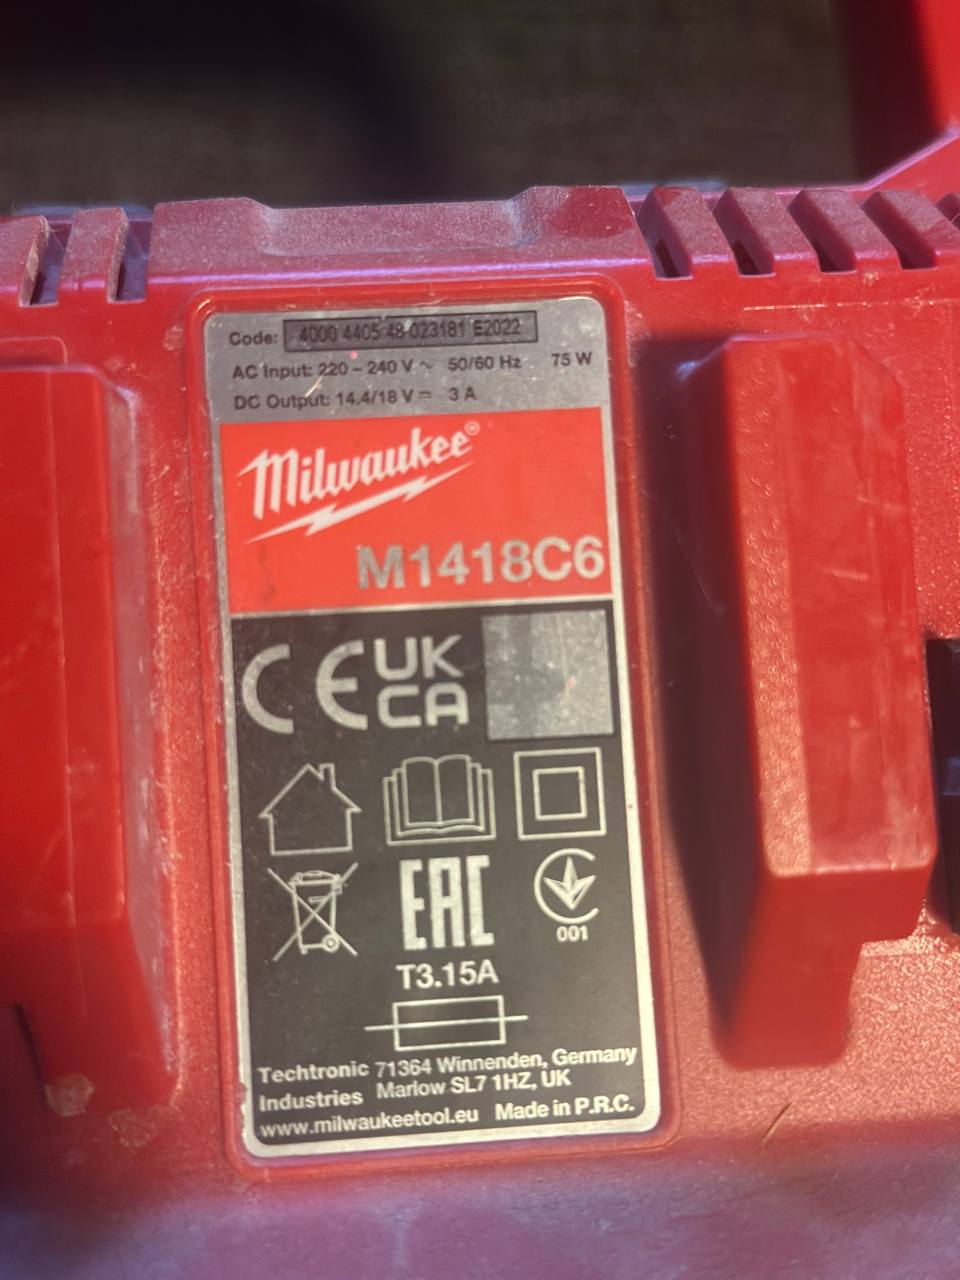 Code: 4000 4405 48 023181 E2022
AC Input: 220 – 240 V ~ 50/60 Hz 75 W
DC Output: 14.4/18 V⎓ 3 A
Milwaukee®
M1418C6
CE UK
CA
EAC
001
T3.15A
Techtronic 71364 Winnenden, Germany
Industries Marlow SL7 1HZ, UK
www.milwaukeetool.eu Made in P.R.C.